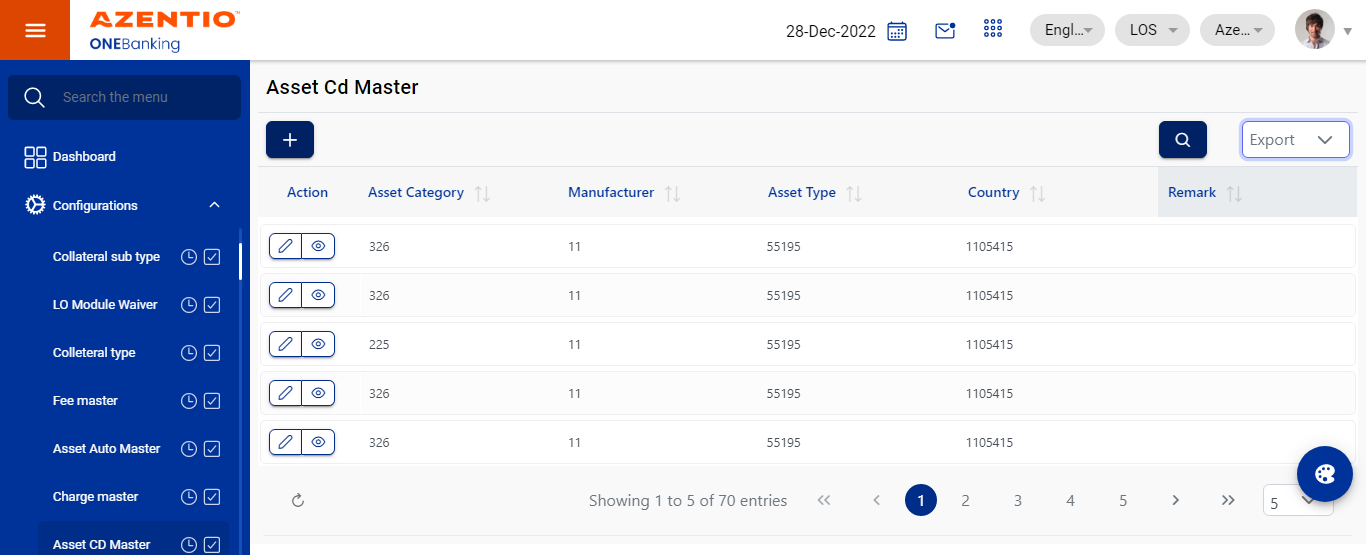 AZENTIO™
ONEBanking
28-Dec-2022
Engl...
LOS
Aze...
Search the menu
Dashboard
Configurations
Collateral sub type
LO Module Waiver
Colleteral type
Fee master
Asset Auto Master
Charge master
Asset CD Master
Asset Cd Master
Export
Action Asset Category Manufacturer Asset Type Country Remark
326 11 55195 1105415
326 11 55195 1105415
225 11 55195 1105415
326 11 55195 1105415
326 11 55195 1105415
Showing 1 to 5 of 70 entries 1 2 3 4 5 5